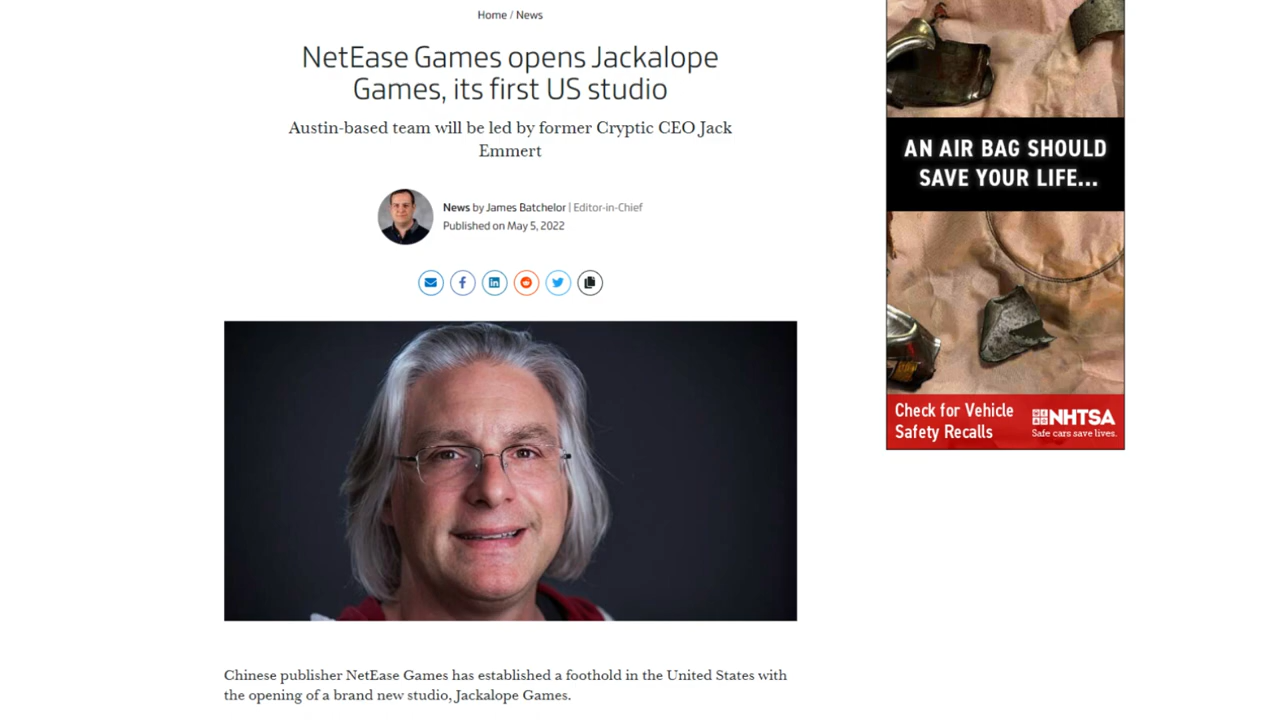 Home / News
NetEase Games opens Jackalope
Games, its first US studio
Austin-based team will be led by former Cryptic CEO Jack
Emmert
News by James Batchelor | Editor-in-Chief
Published on May 5, 2022
Chinese publisher NetEase Games has established a foothold in the United States with
the opening of a brand new studio, Jackalope Games.
AN AIR BAG SHOULD
SAVE YOUR LIFE...
Check for Vehicle
Safety Recalls
NHTSA
Safe cars save lives.